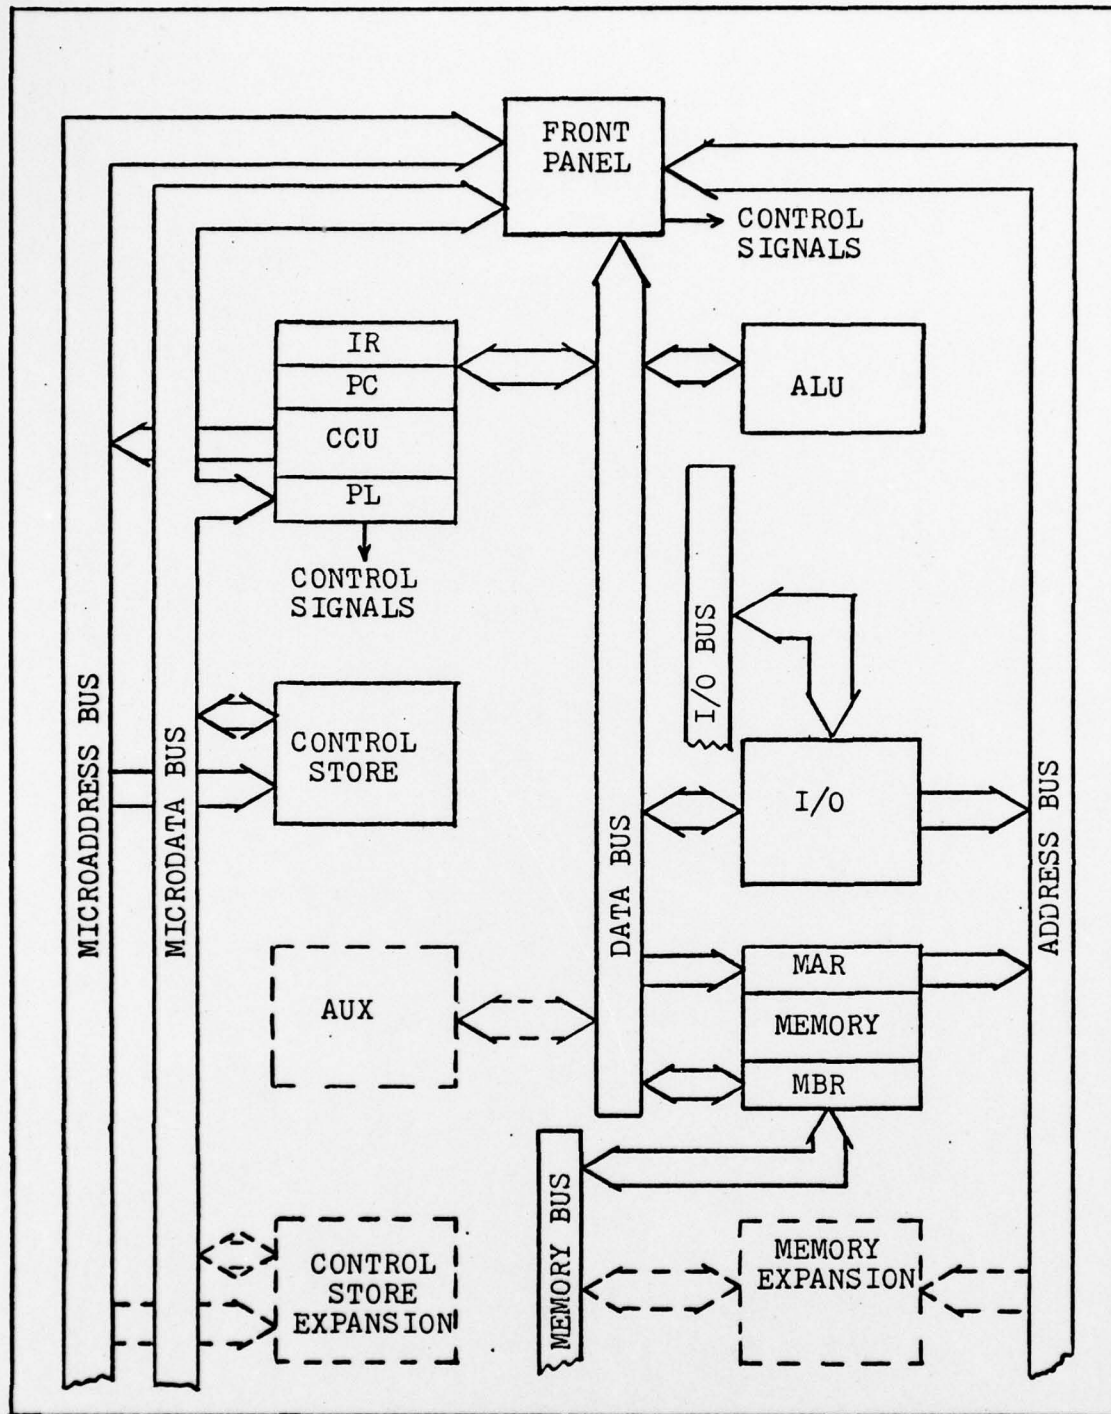 FRONT
PANEL
CONTROL
SIGNALS
IR
PC
CCU
PL
CONTROL
SIGNALS
ALU
I/O BUS
MICROADDRESS BUS
MICRODATA BUS
CONTROL
STORE
DATA BUS
I/O
ADDRESS BUS
AUX
MAR
MEMORY
MBR
MEMORY BUS
CONTROL
STORE
EXPANSION
MEMORY
EXPANSION